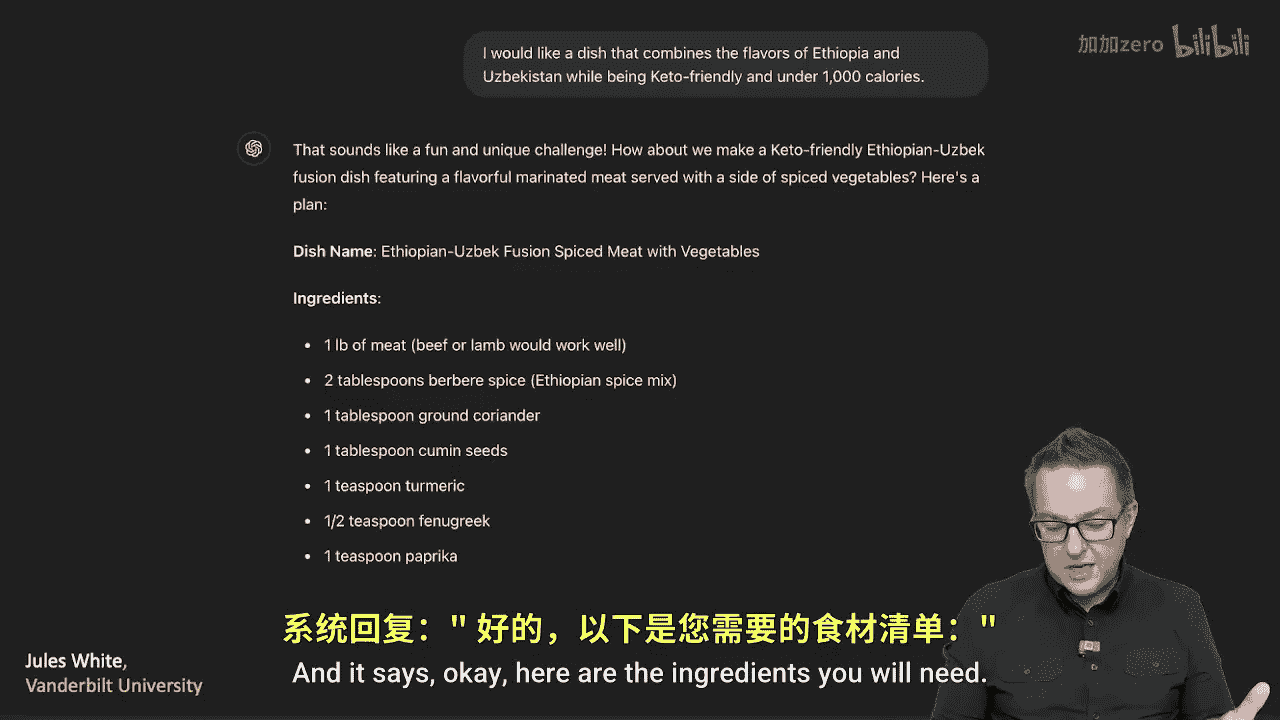 加加zero bilibili
I would like a dish that combines the flavors of Ethiopia and
Uzbekistan while being Keto-friendly and under 1,000 calories.
That sounds like a fun and unique challenge! How about we make a Keto-friendly Ethiopian-Uzbek
fusion dish featuring a flavorful marinated meat served with a side of spiced vegetables? Here's a
plan:
Dish Name: Ethiopian-Uzbek Fusion Spiced Meat with Vegetables
Ingredients:
• 1 lb of meat (beef or lamb would work well)
• 2 tablespoons berbere spice (Ethiopian spice mix)
• 1 tablespoon ground coriander
• 1 tablespoon cumin seeds
• 1 teaspoon turmeric
• 1/2 teaspoon fenugreek
• 1 teaspoon paprika
系统回复："好的，以下是您需要的食材清单："
And it says, okay, here are the ingredients you will need.
Jules White,
Vanderbilt University